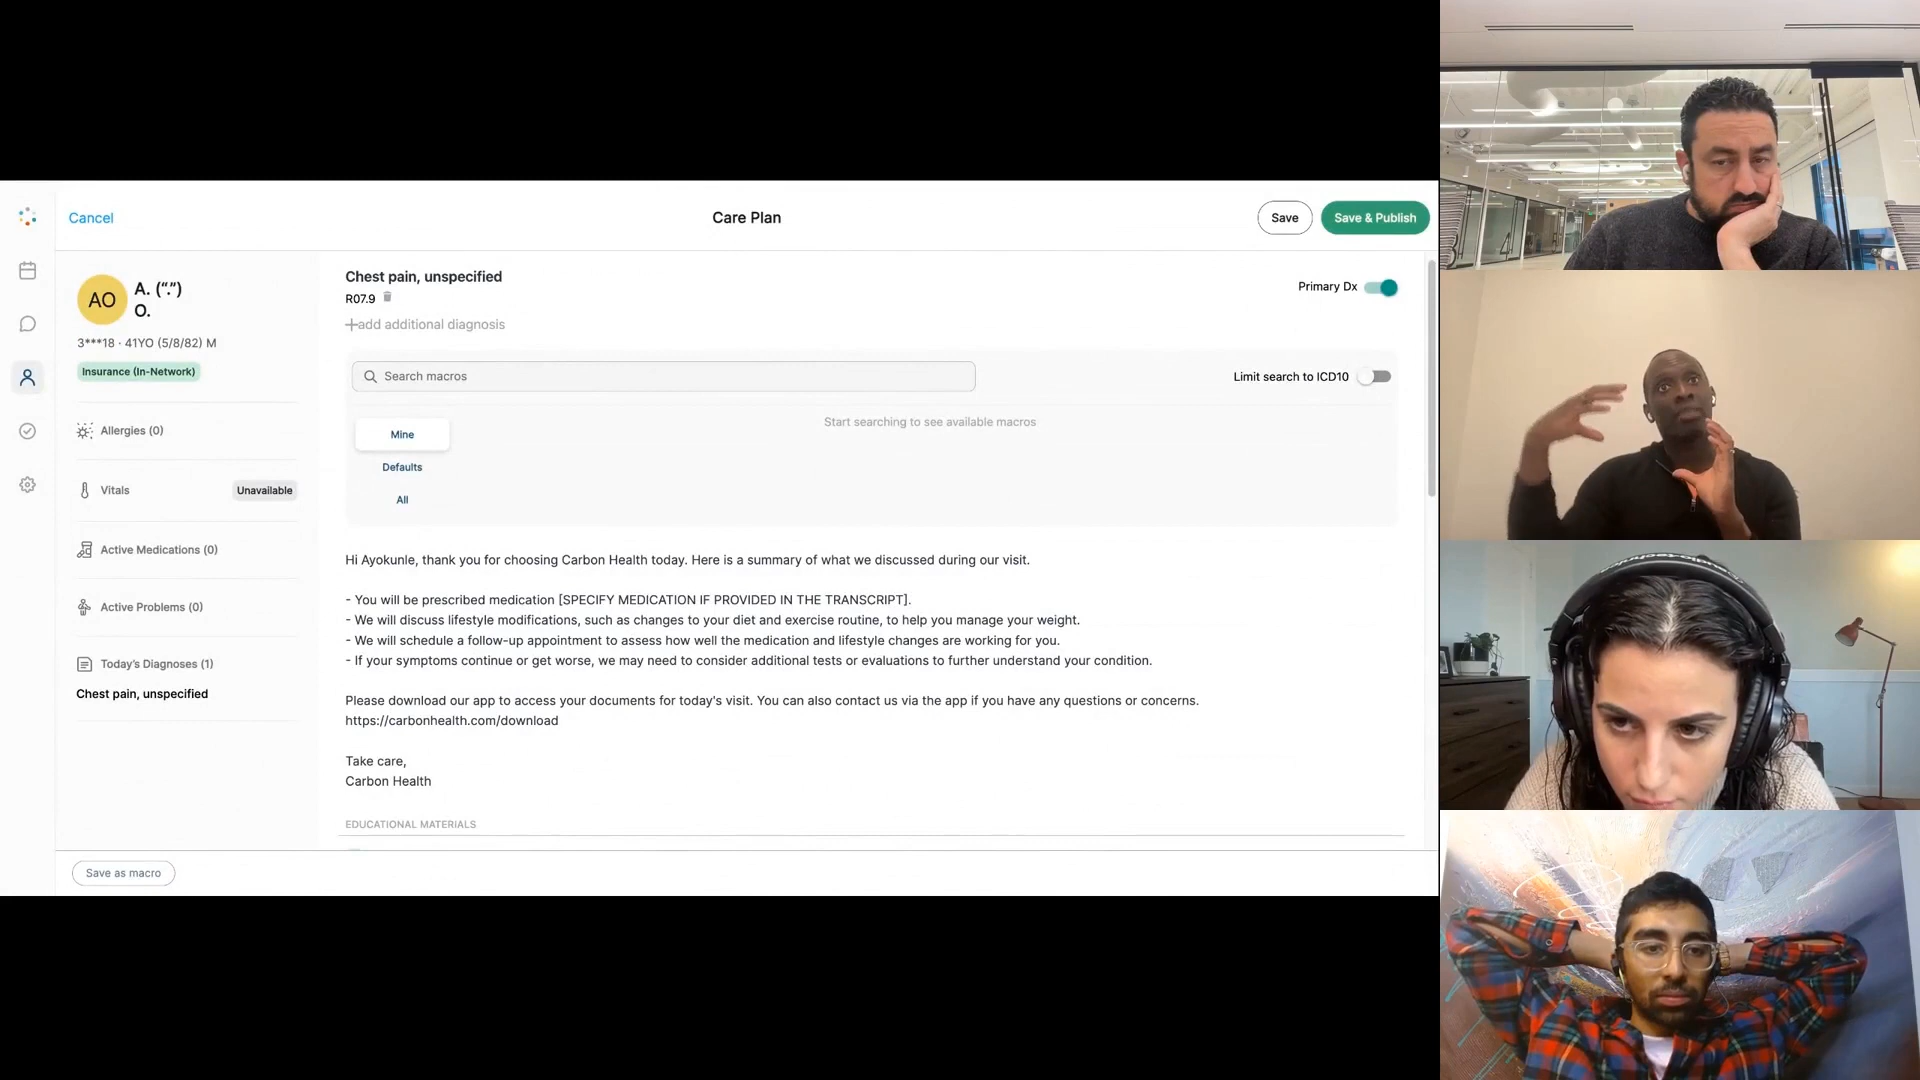 Cancel
Care Plan
Save
Save & Publish
AO
A. (“.”)
O.
3***18 · 41YO (5/8/82) M
Insurance (In-Network)
Allergies (0)
Vitals
Unavailable
Active Medications (0)
Active Problems (0)
Today's Diagnoses (1)
Chest pain, unspecified
Chest pain, unspecified
R07.9
Primary Dx
add additional diagnosis
Search macros
Limit search to ICD10
Mine
Defaults
All
Start searching to see available macros
Hi Ayokunle, thank you for choosing Carbon Health today. Here is a summary of what we discussed during our visit.
- You will be prescribed medication [SPECIFY MEDICATION IF PROVIDED IN THE TRANSCRIPT].
- We will discuss lifestyle modifications, such as changes to your diet and exercise routine, to help you manage your weight.
- We will schedule a follow-up appointment to assess how well the medication and lifestyle changes are working for you.
- If your symptoms continue or get worse, we may need to consider additional tests or evaluations to further understand your condition.
Please download our app to access your documents for today's visit. You can also contact us via the app if you have any questions or concerns.
https://carbonhealth.com/download
Take care,
Carbon Health
EDUCATIONAL MATERIALS
Save as macro